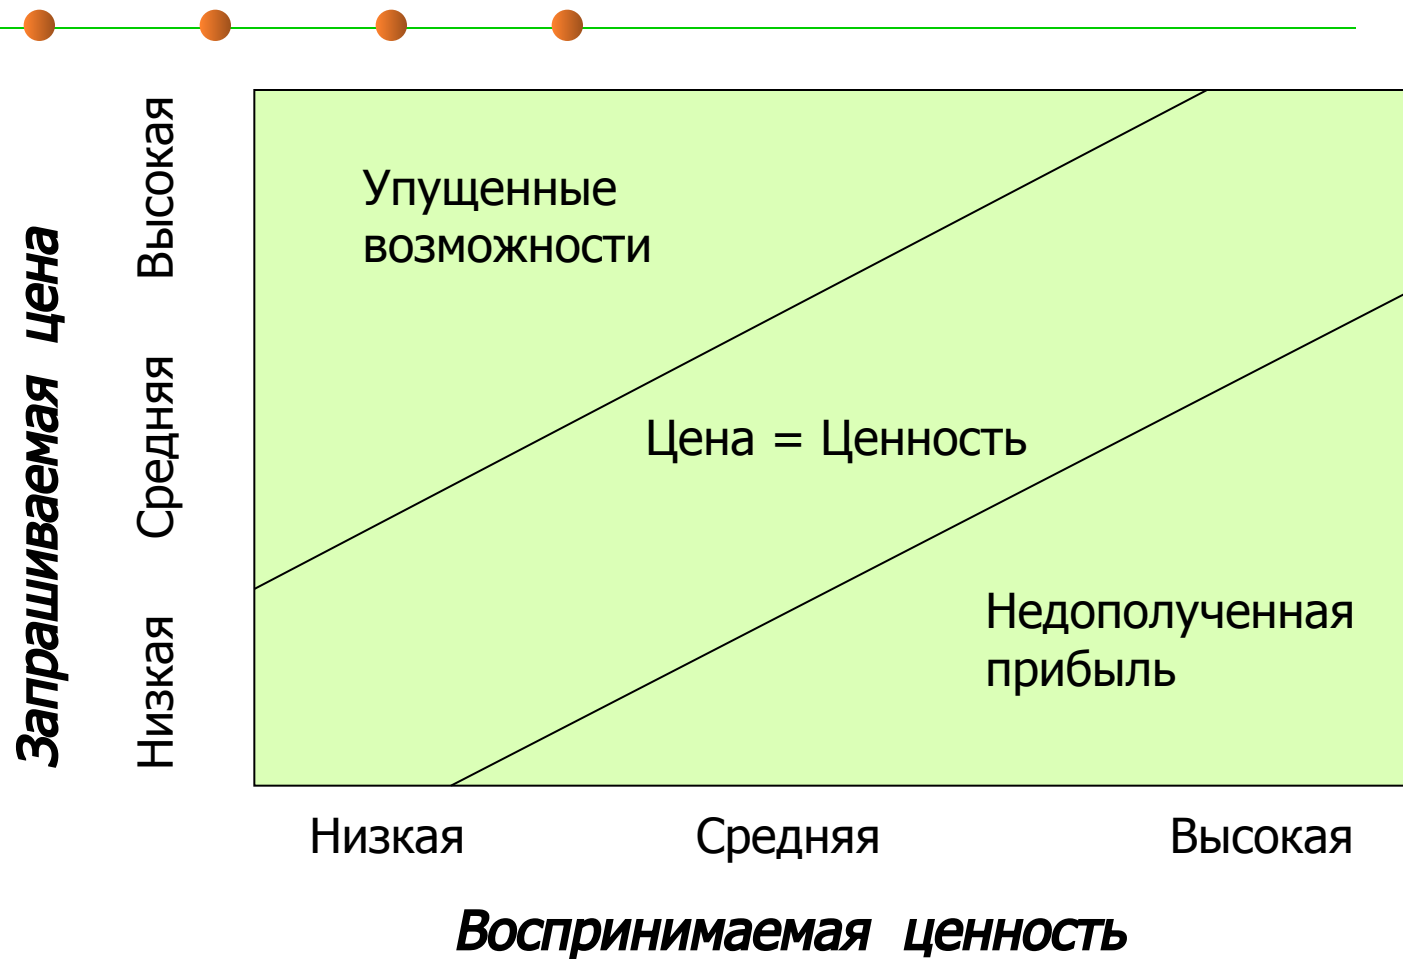 Запрашиваемая цена
Высокая
Средняя
Низкая
Упущенные
возможности
Цена = Ценность
Недополученная
прибыль
Низкая
Средняя
Высокая
Воспринимаемая ценность